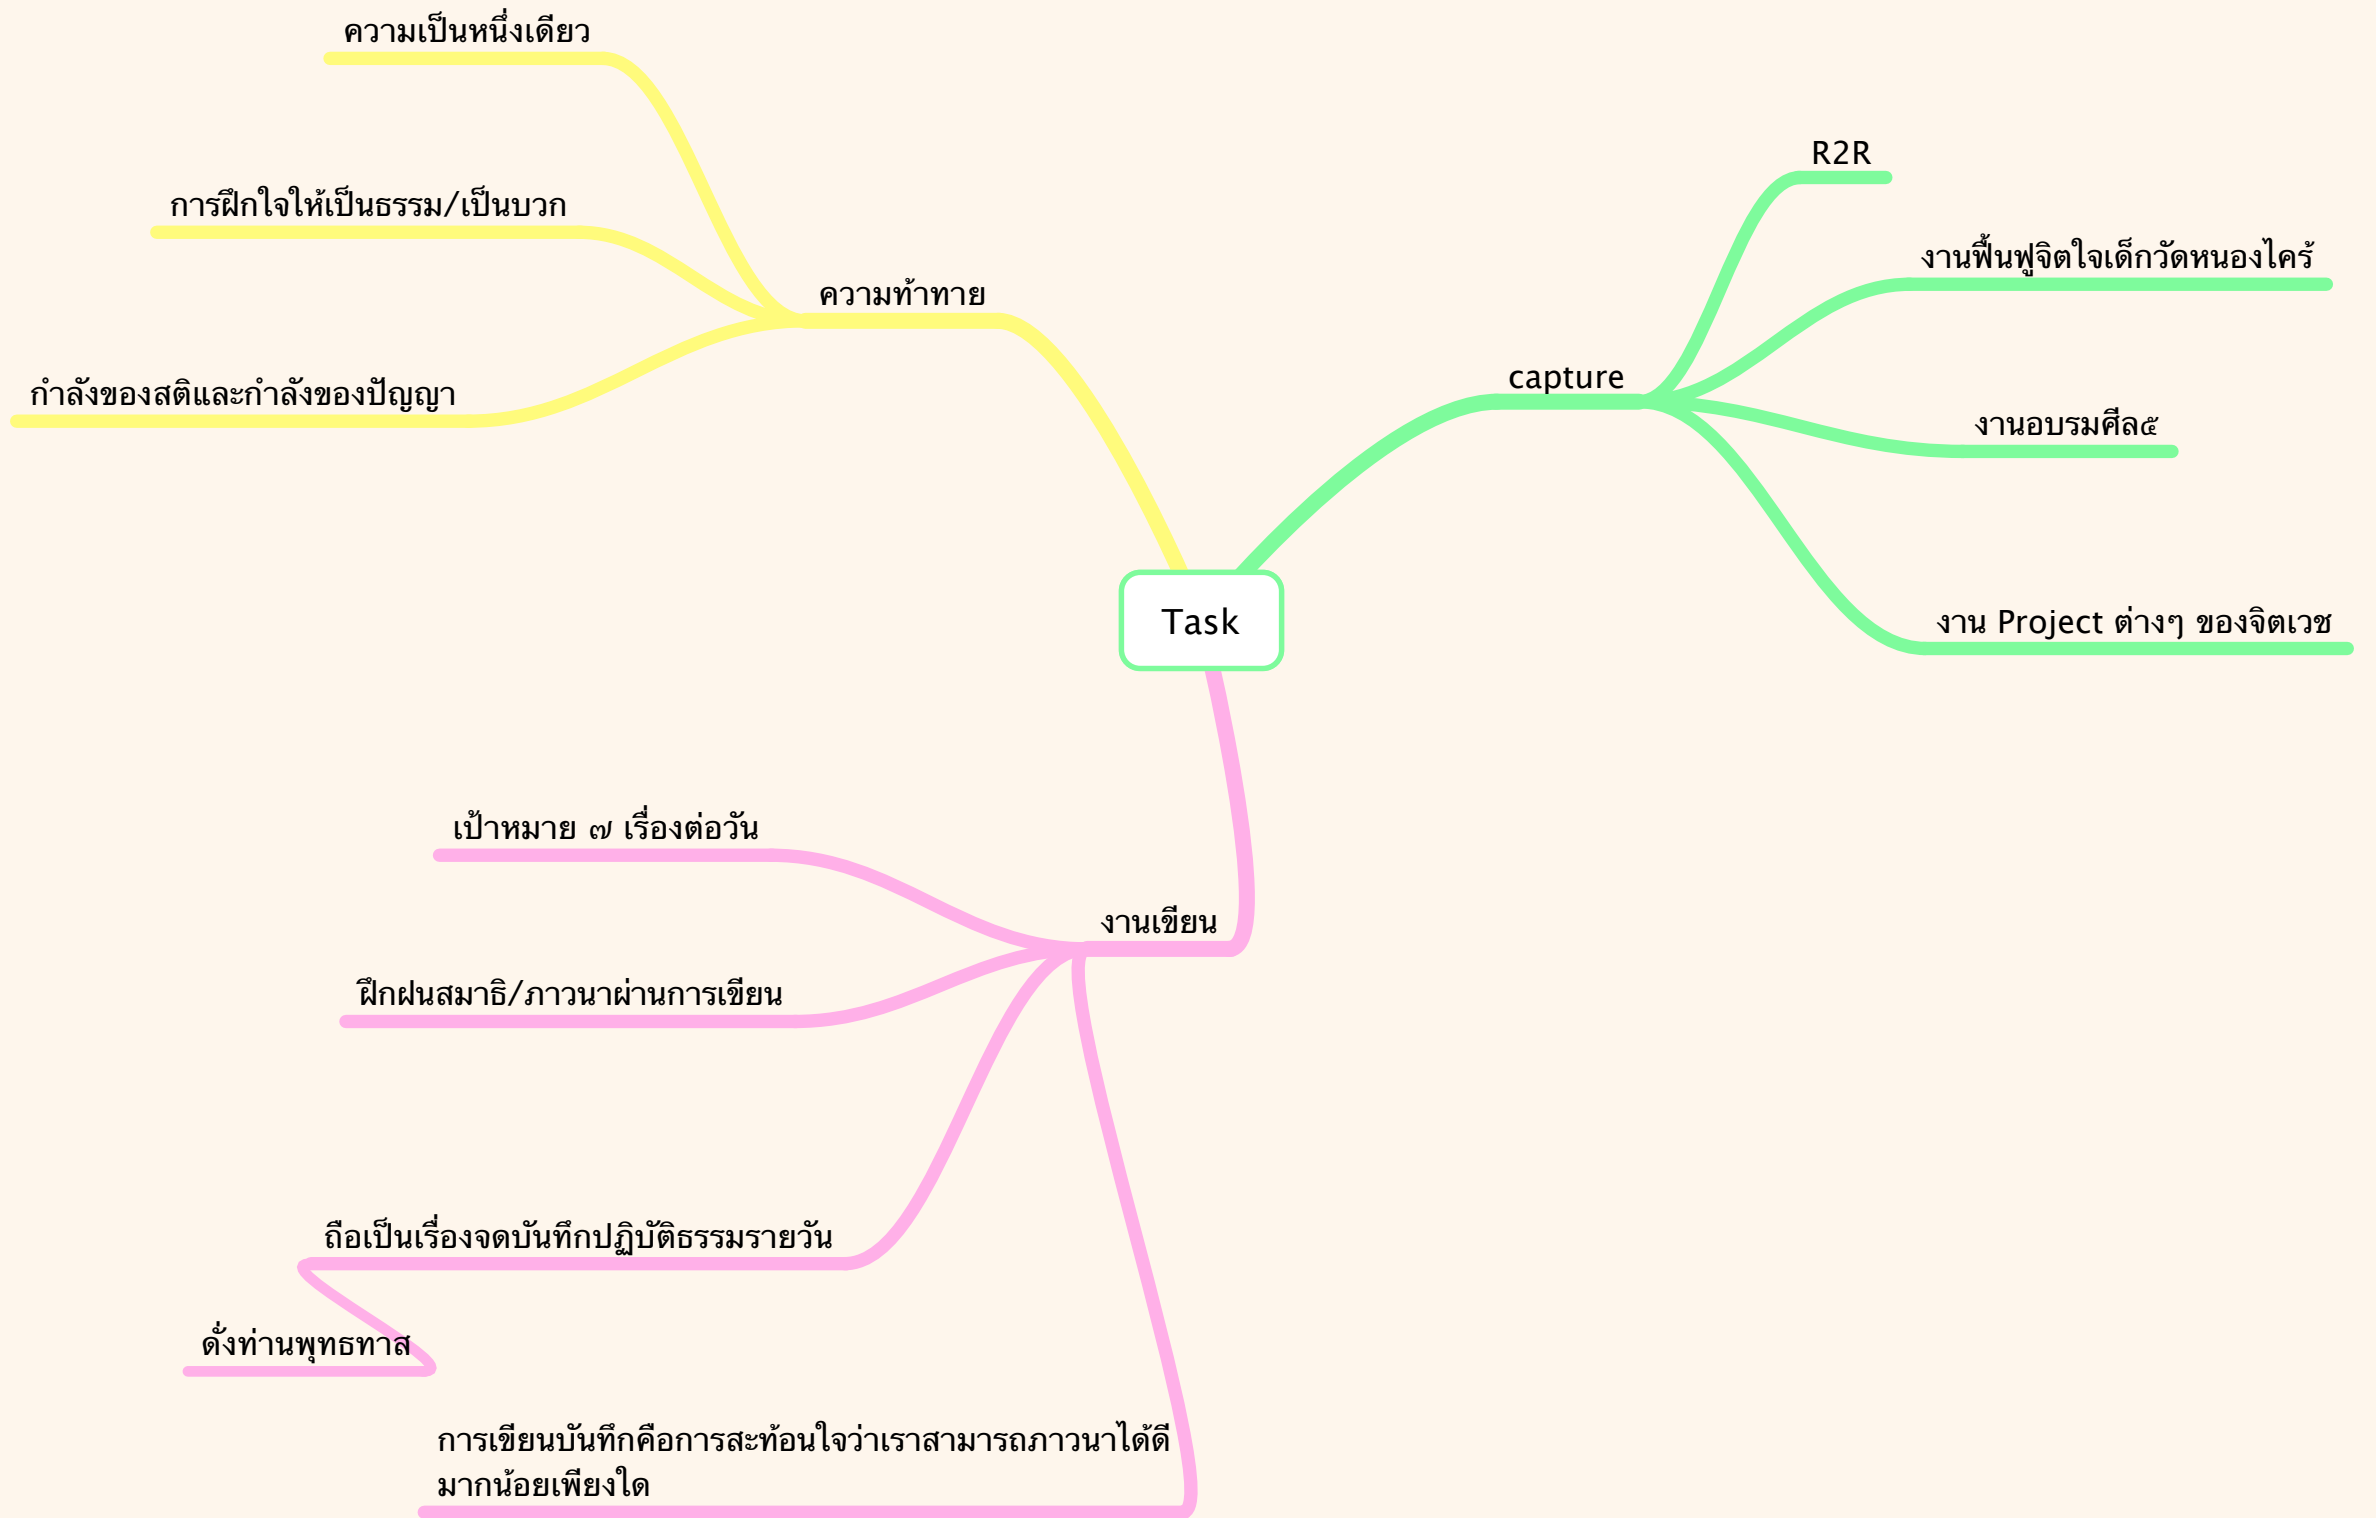 Task
capture
R2R
งานฟื้นฟูจิตใจเด็กวัดหนองไคร้
งานอบรมศีล๕
งาน Project ต่างๆ ของจิตเวช
งานเขียน
เป้าหมาย ๗ เรื่องต่อวัน
ฝึกฝนสมาธิ/ภาวนาผ่านการเขียน
ถือเป็นเรื่องจดบันทึกปฏิบัติธรรมรายวัน
ดั่งท่านพุทธทาส
การเขียนบันทึกคือการสะท้อนใจว่าเราสามารถภาวนาได้ดี
มากน้อยเพียงใด
ความท้าทาย
ความเป็นหนึ่งเดียว
การฝึกใจให้เป็นธรรม/เป็นบวก
กำลังของสติและกำลังของปัญญา